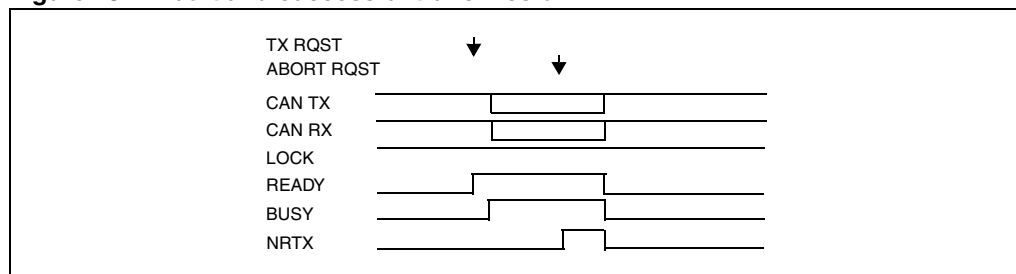 TX RQST
ABORT RQST
CAN TX
CAN RX
LOCK
READY
BUSY
NRTX